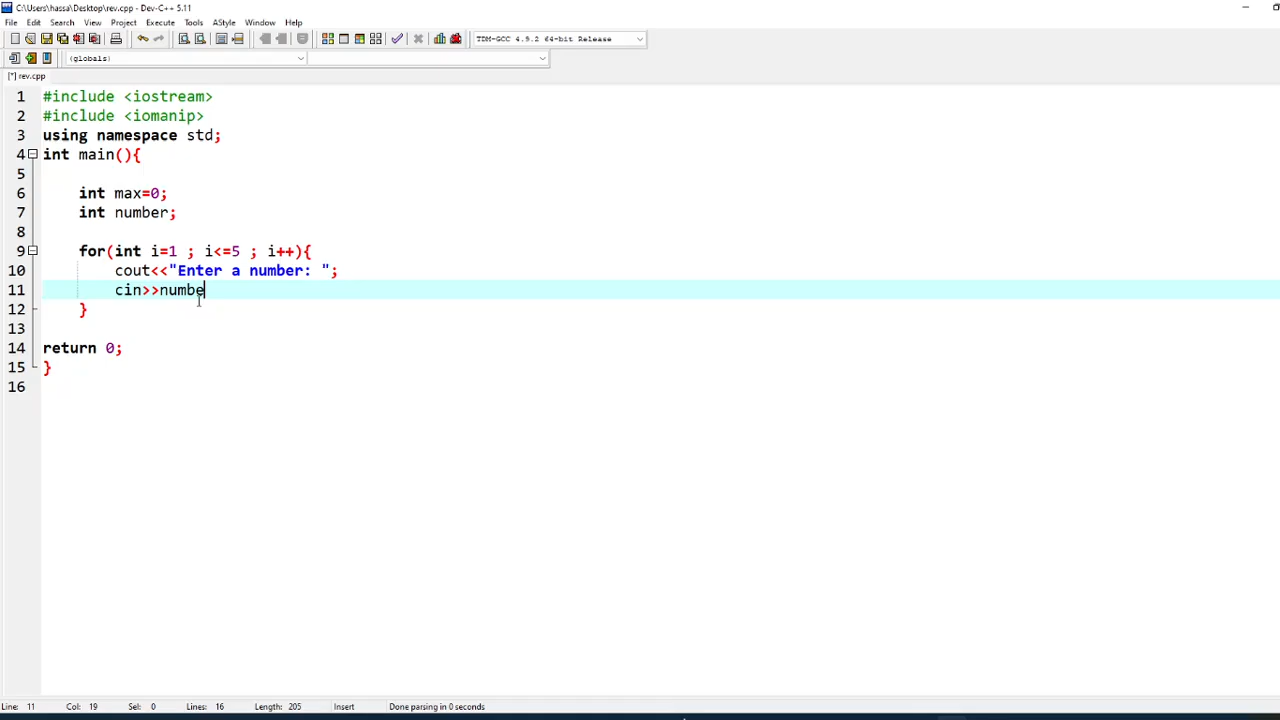 C:\Users\hassa\Desktop\rev.cpp - Dev-C++ 5.11
File Edit Search View Project Execute Tools AStyle Window Help
TDM-GCC 4.9.2 64-bit Release
(globals)
[*] rev.cpp
1 #include <iostream>
2 #include <iomanip>
3 using namespace std;
4 int main(){
5
6 int max=0;
7 int number;
8
9 for(int i=1 ; i<=5 ; i++){
10 cout<<"Enter a number: ";
11 cin>>numbe
12 }
13
14 return 0;
15 }
16
Line: 11 Col: 19 Sel: 0 Lines: 16 Length: 205 Insert Done parsing in 0 seconds